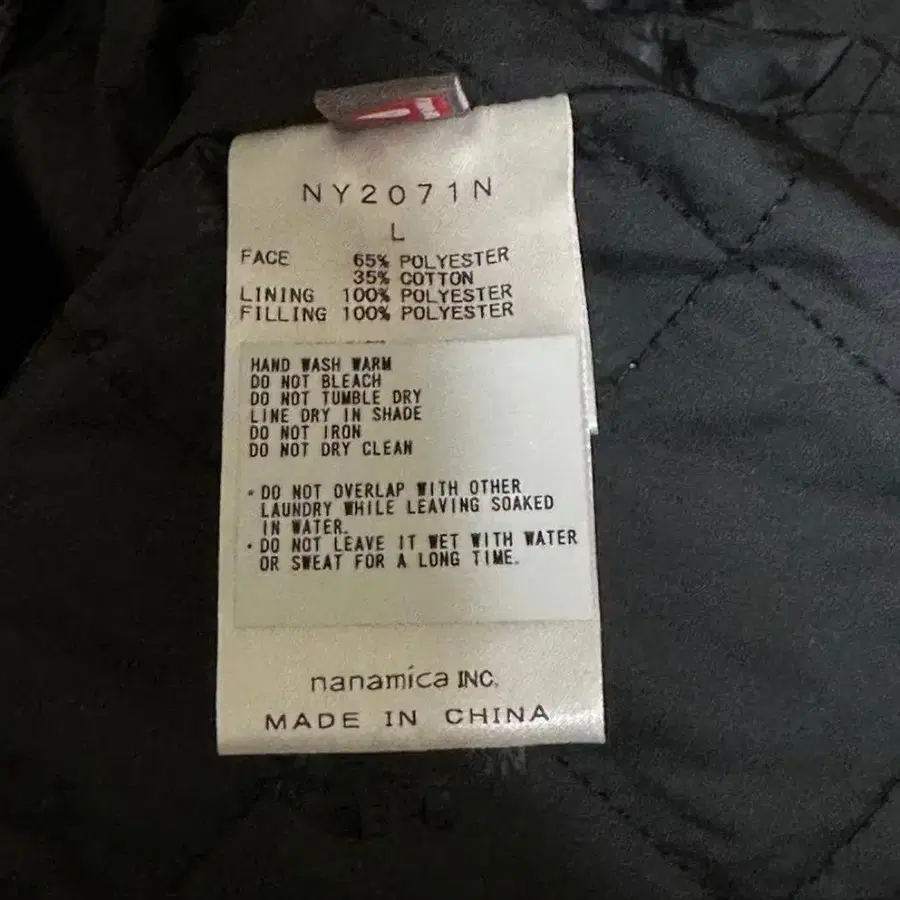 NY2071N
L
FACE 65% POLYESTER
35% COTTON
LINING 100% POLYESTER
FILLING 100% POLYESTER
HAND WASH WARM
DO NOT BLEACH
DO NOT TUMBLE DRY
LINE DRY IN SHADE
DO NOT IRON
DO NOT DRY CLEAN
・DO NOT OVERLAP WITH OTHER
LAUNDRY WHILE LEAVING SOAKED
IN WATER.
・DO NOT LEAVE IT WET WITH WATER
OR SWEAT FOR A LONG TIME.
nanamica INC.
MADE IN CHINA